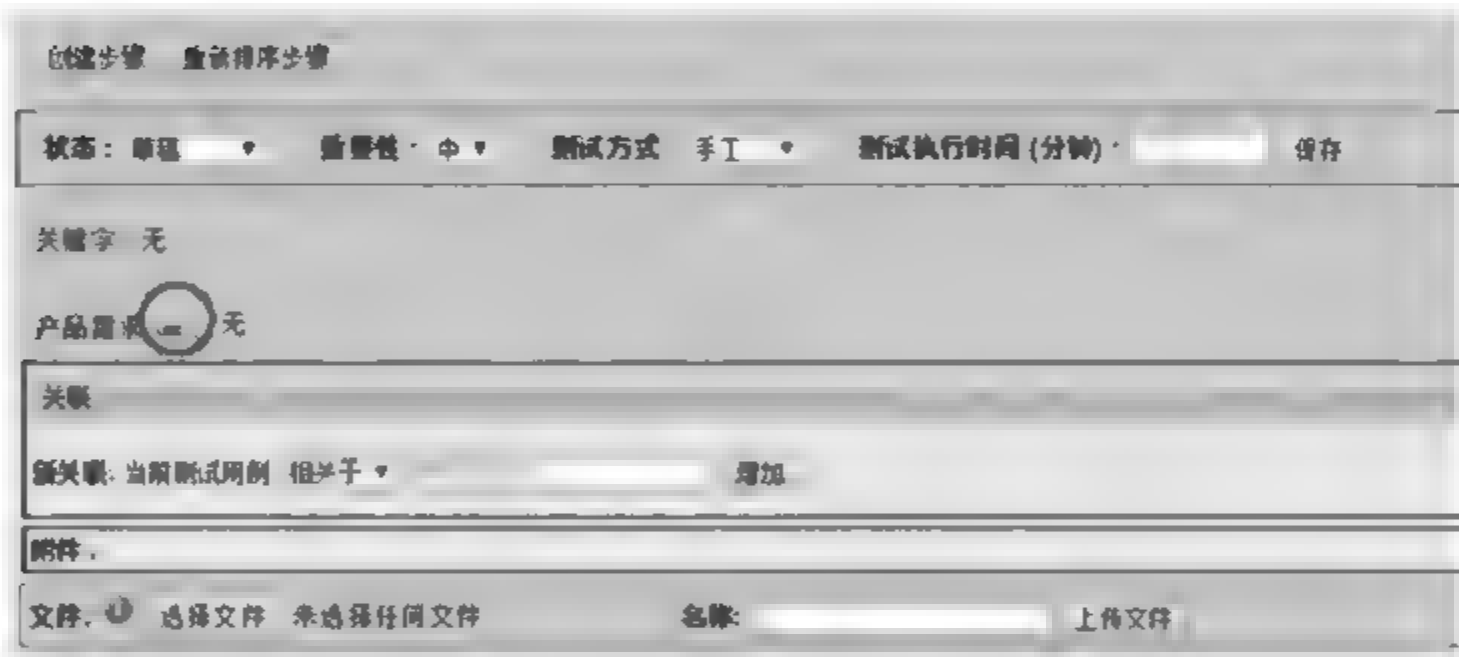 创建步骤 重新排序步骤
状态: 草稿 重要性: 中 测试方式 手工 测试执行时间 (分钟): 保存
关键字 无
产品需求 无
关联
新关联: 当前测试用例 相关于 增加
附件:
文件: 选择文件 未选择任何文件 名称: 上传文件